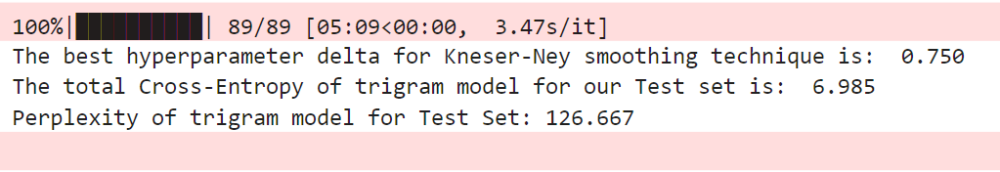 100%|██████████| 89/89 [05:09<00:00,  3.47s/it]
The best hyperparameter delta for Kneser-Ney smoothing technique is:  0.750
The total Cross-Entropy of trigram model for our Test set is:  6.985
Perplexity of trigram model for Test Set: 126.667